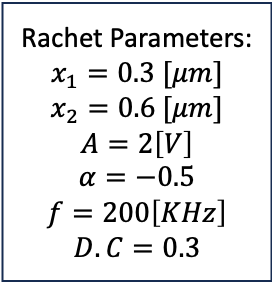 Rachet Parameters:
x₁ = 0.3 [μm]
x₂ = 0.6 [μm]
A = 2[V]
α = −0.5
f = 200[KHz]
D. C = 0.3